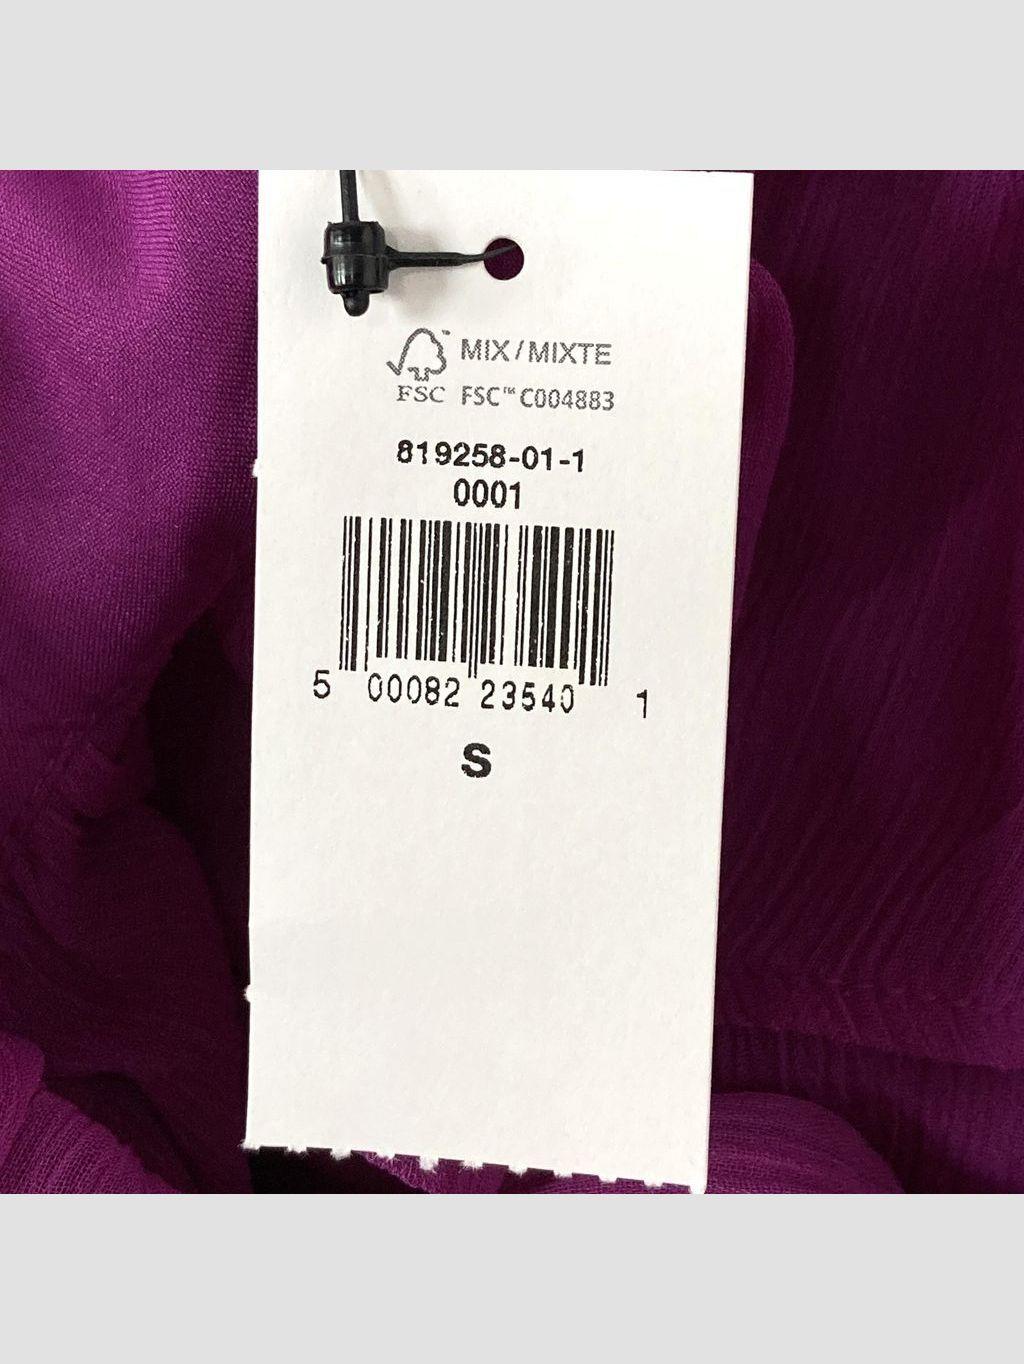 MIX/MIXTE
FSC FSC™ C004883
819258-01-1
0001
5 00082 23540 1
S